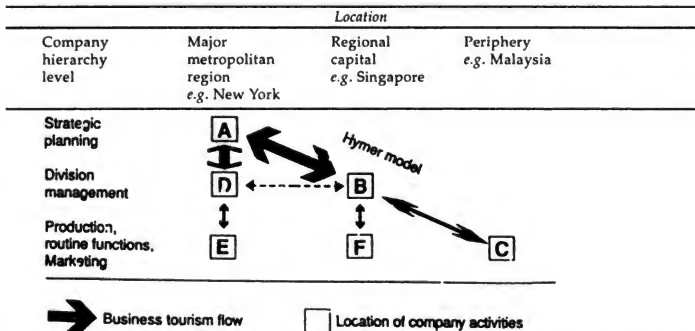 Location
Company hierarchy level
Major metropolitan region e.g. New York
Regional capital e.g. Singapore
Periphery e.g. Malaysia
Strategic planning
A
Hymer model
Division management
D
B
Production, routine functions, Marketing
E
F
C
Business tourism flow
Location of company activities